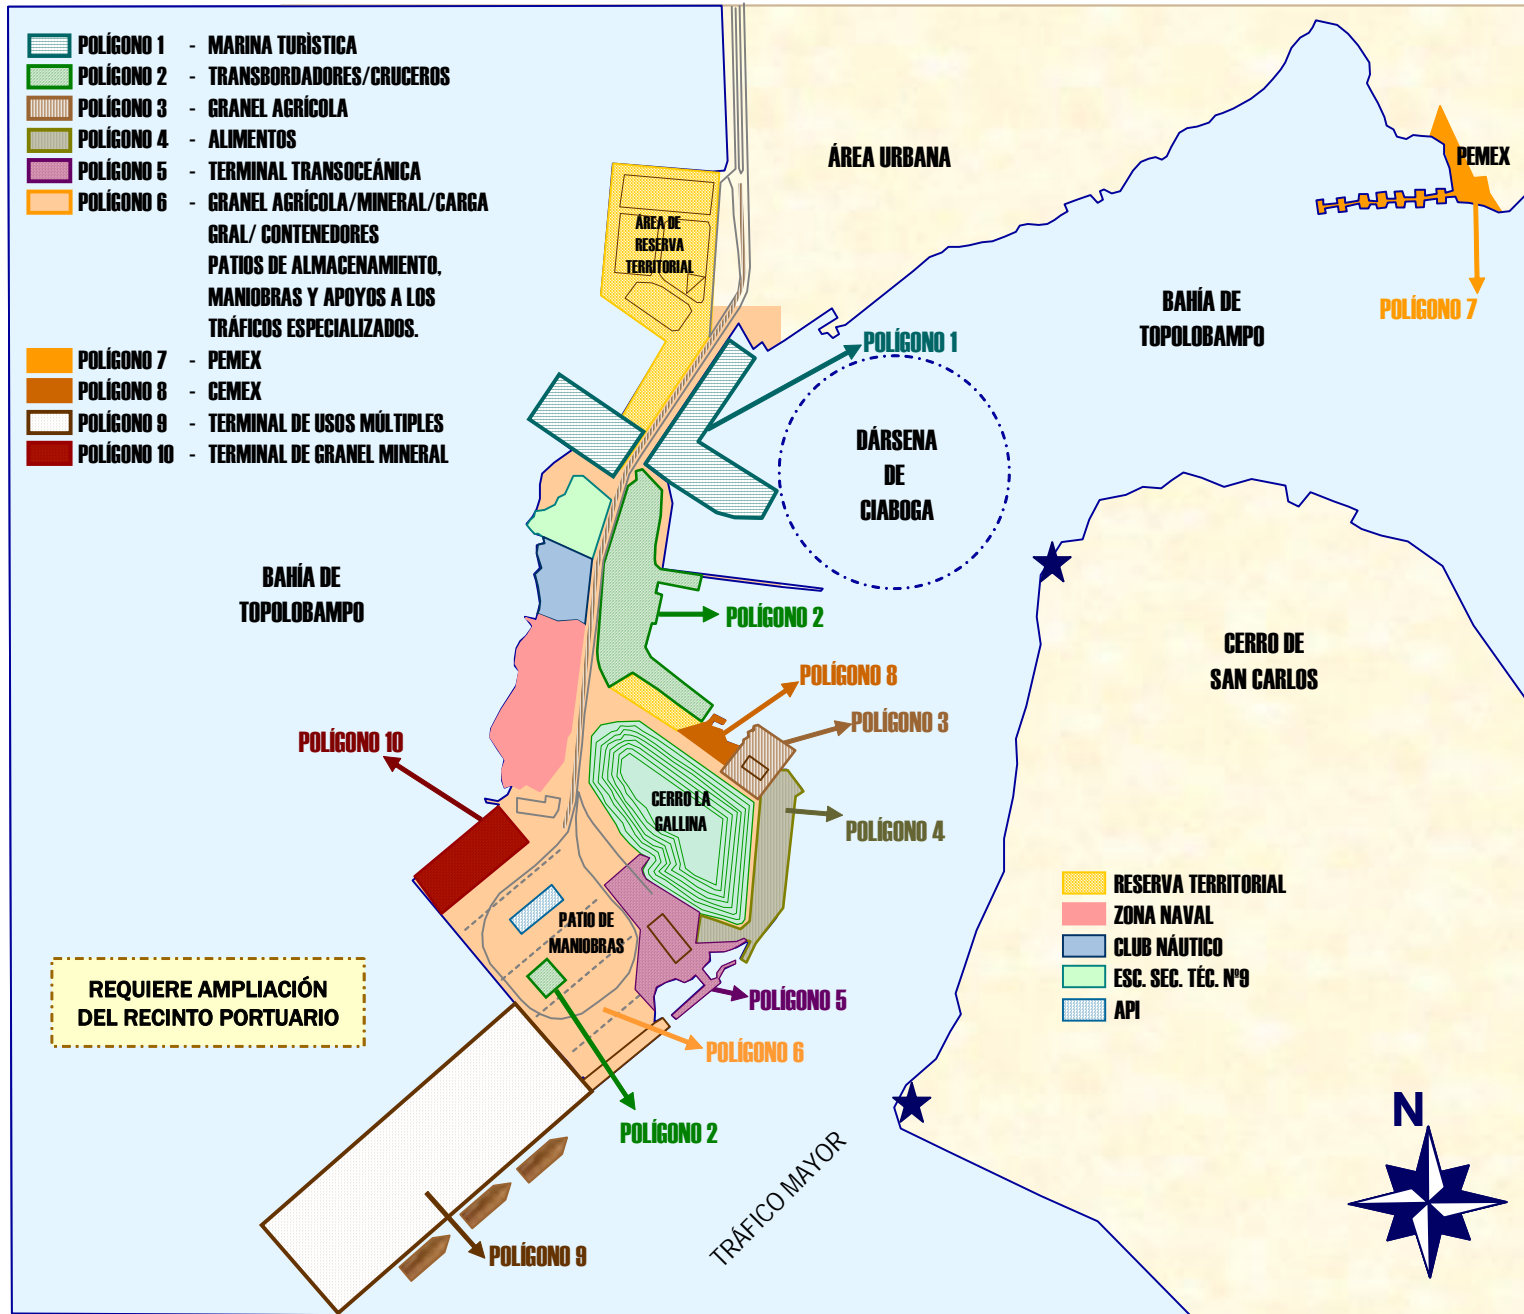 POLÍGONO 1 - MARINA TURÌSTICA
POLÍGONO 2 - TRANSBORDADORES/CRUCEROS
POLÍGONO 3 - GRANEL AGRÍCOLA
POLÍGONO 4 - ALIMENTOS
POLÍGONO 5 - TERMINAL TRANSOCEÁNICA
POLÍGONO 6 - GRANEL AGRÍCOLA/MINERAL/CARGA
GRAL/ CONTENEDORES
PATIOS DE ALMACENAMIENTO,
MANIOBRAS Y APOYOS A LOS
TRÁFICOS ESPECIALIZADOS.
POLÍGONO 7 - PEMEX
POLÍGONO 8 - CEMEX
POLÍGONO 9 - TERMINAL DE USOS MÚLTIPLES
POLÍGONO 10 - TERMINAL DE GRANEL MINERAL
ÁREA URBANA
PEMEX
ÁREA DE
RESERVA
TERRITORIAL
BAHÍA DE
TOPOLOBAMPO
POLÍGONO 7
POLÍGONO 1
DÁRSENA
DE
CIABOGA
BAHÍA DE
TOPOLOBAMPO
POLÍGONO 2
CERRO DE
SAN CARLOS
POLÍGONO 8
POLÍGONO 3
POLÍGONO 10
CERRO LA
GALLINA
POLÍGONO 4
RESERVA TERRITORIAL
ZONA NAVAL
CLUB NÁUTICO
ESC. SEC. TÉC. Nº9
API
PATIO DE
MANIOBRAS
REQUIERE AMPLIACIÓN
DEL RECINTO PORTUARIO
POLÍGONO 5
POLÍGONO 6
POLÍGONO 2
TRÁFICO MAYOR
N
POLÍGONO 9